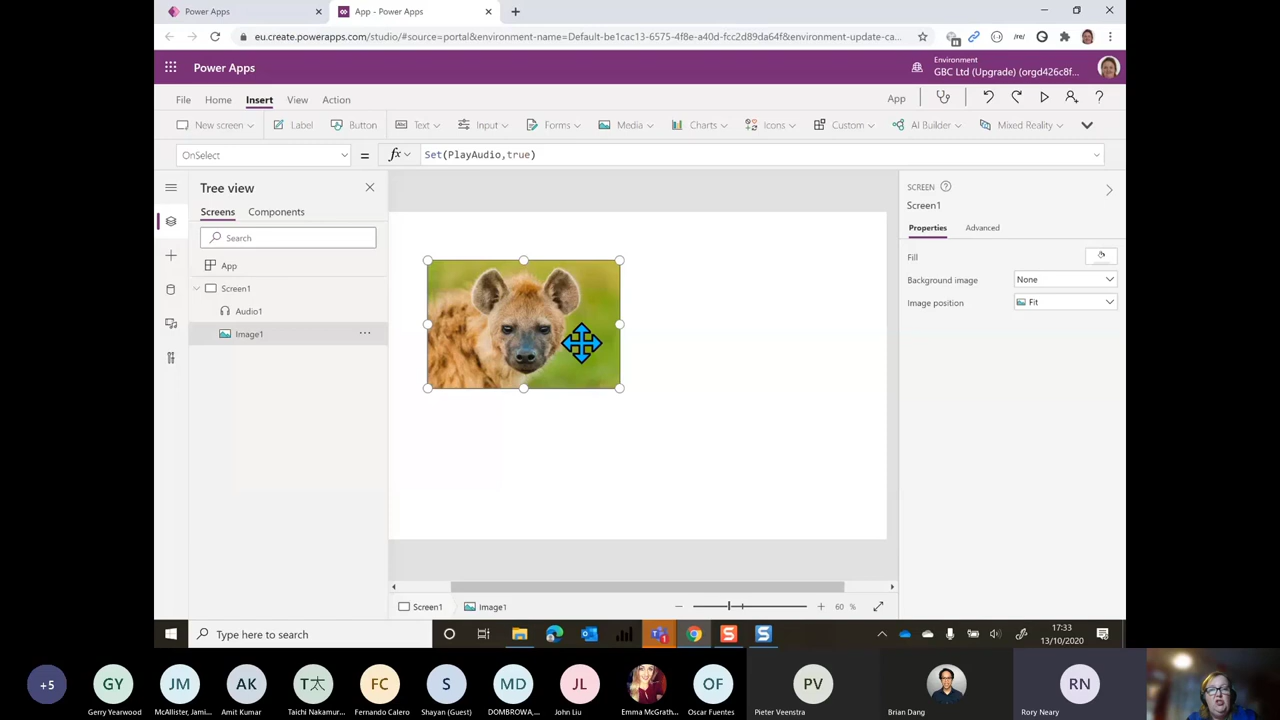 Power Apps
App - Power Apps
eu.create.powerapps.com/studio/#source=portal&environment-name=Default-be1cac13-6575-4f8e-a40d-fcc2d89da64f&environment-update-ca...
Power Apps
Environment
GBC Ltd (Upgrade) (orgd426c8f...
File
Home
Insert
View
Action
App
New screen
Label
Button
Text
Input
Forms
Media
Charts
Icons
Custom
AI Builder
Mixed Reality
OnSelect
=
fx
Set(PlayAudio,true)
Tree view
Screens
Components
Search
App
Screen1
Audio1
Image1
...
SCREEN
Screen1
Properties
Advanced
Fill
Background image
None
Image position
Fit
Screen1
Image1
60 %
Type here to search
17:33
13/10/2020
+5
GY
JM
AK
T太
FC
S
MD
JL
OF
PV
RN
Gerry Yearwood
McAllister, Jami...
Amit Kumar
Taichi Nakamur...
Fernando Calero
Shayan (Guest)
DOMBROWA,...
John Liu
Emma McGrath...
Oscar Fuentes
Pieter Veenstra
Brian Dang
Rory Neary